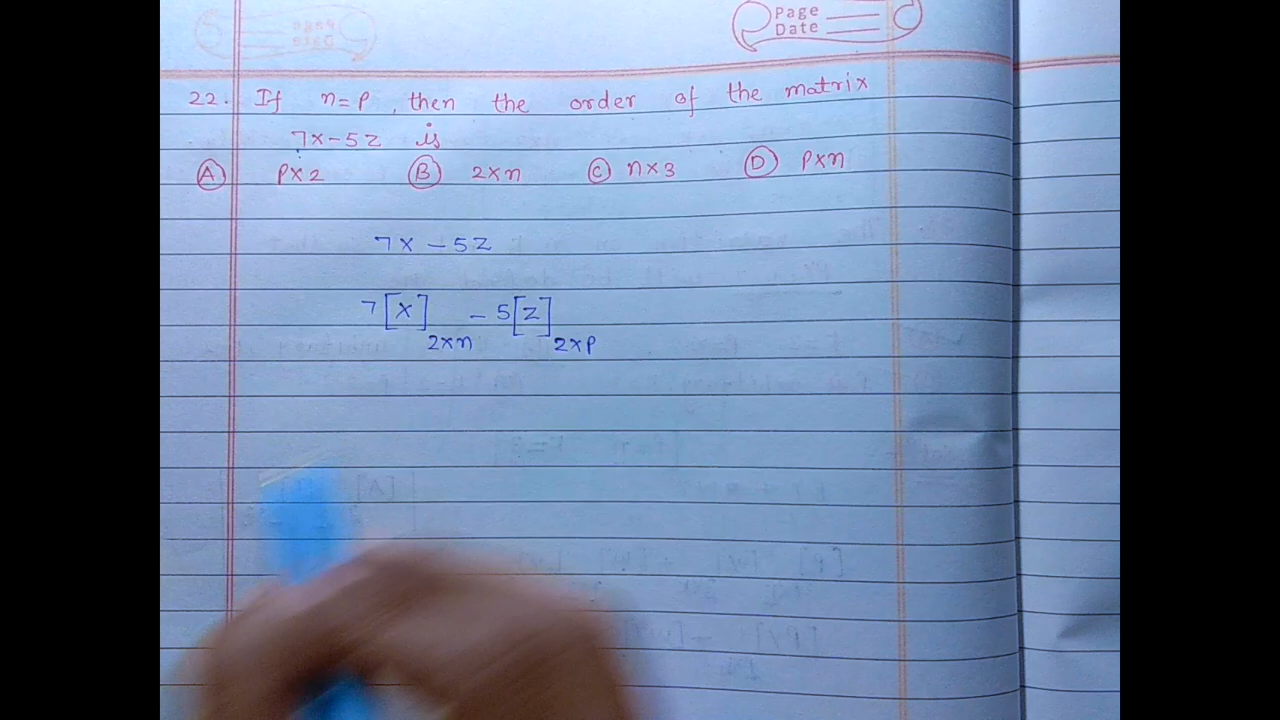 Page
Date
22. If n=p, then the order of the matrix
7x-5z is
(A) P×2 (B) 2×n (C) n×3 (D) P×n
7x-5z
7[x]2×n - 5[z]2×p